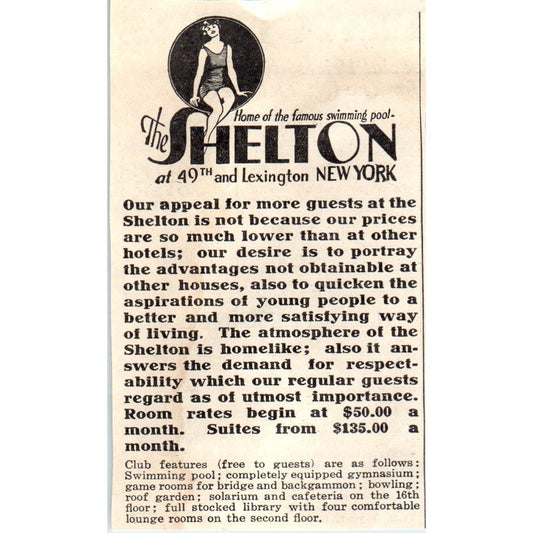 Home of the famous swimming pool-
The SHELTON
at 49TH and Lexington NEW YORK
Our appeal for more guests at the
Shelton is not because our prices
are so much lower than at other
hotels; our desire is to portray
the advantages not obtainable at
other houses, also to quicken the
aspirations of young people to a
better and more satisfying way
of living. The atmosphere of the
Shelton is homelike; also it an-
swers the demand for respect-
ability which our regular guests
regard as of utmost importance.
Room rates begin at $50.00 a
month. Suites from $135.00 a
month.
Club features (free to guests) are as follows:
Swimming pool; completely equipped gymnasium;
game rooms for bridge and backgammon; bowling;
roof garden; solarium and cafeteria on the 16th
floor; full stocked library with four comfortable
lounge rooms on the second floor.